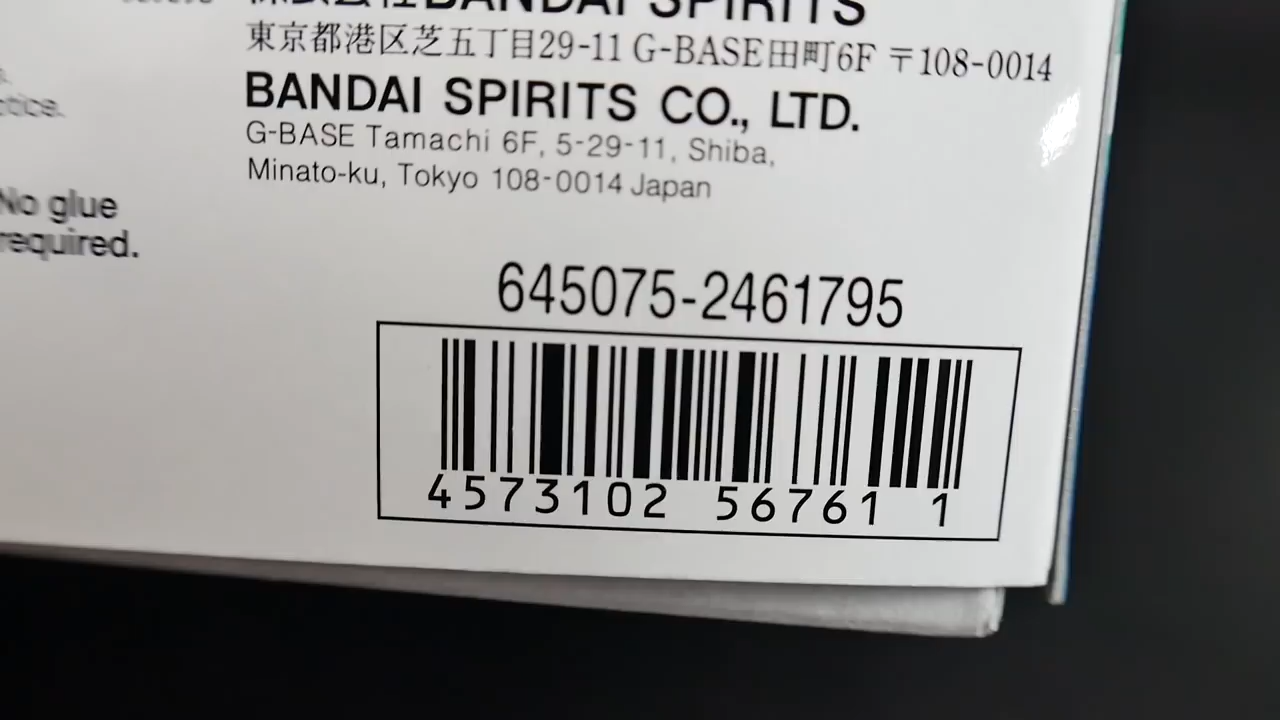 株式会社BANDAI SPIRITS
東京都港区芝五丁目29-11 G-BASE田町6F 〒108-0014
BANDAI SPIRITS CO., LTD.
G-BASE Tamachi 6F, 5-29-11, Shiba,
Minato-ku, Tokyo 108-0014 Japan
No glue
required.
645075-2461795
4573102 56761 1